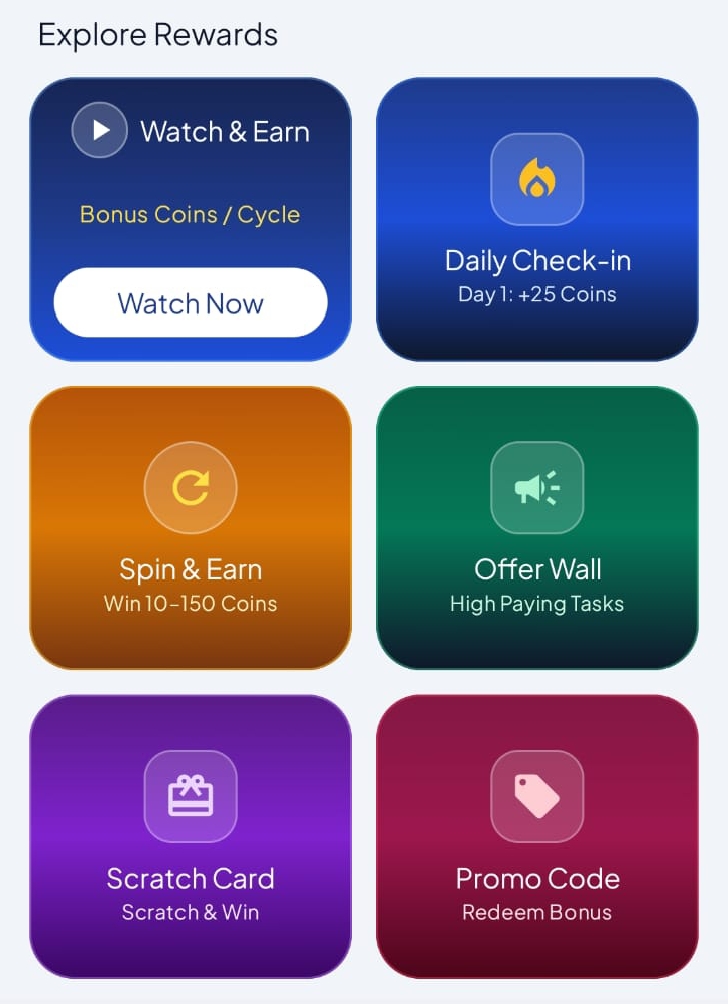 Explore Rewards
Watch & Earn
Bonus Coins / Cycle
Watch Now
Daily Check-in
Day 1: +25 Coins
Spin & Earn
Win 10–150 Coins
Offer Wall
High Paying Tasks
Scratch Card
Scratch & Win
Promo Code
Redeem Bonus